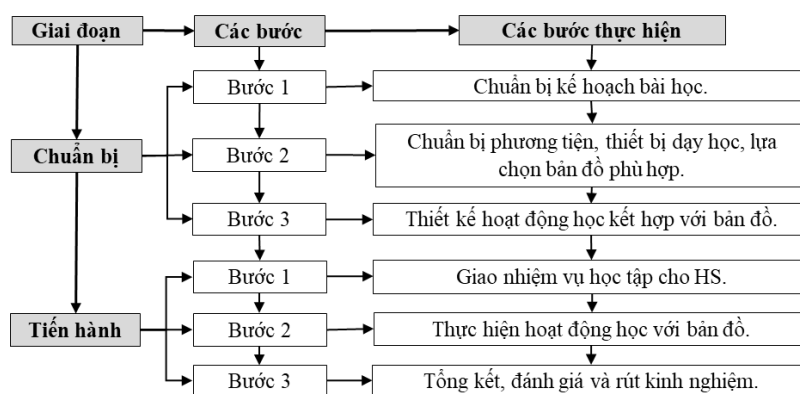 Giai đoạn
Các bước
Các bước thực hiện
Chuẩn bị
Bước 1
Chuẩn bị kế hoạch bài học.
Bước 2
Chuẩn bị phương tiện, thiết bị dạy học, lựa
chọn bản đồ phù hợp.
Bước 3
Thiết kế hoạt động học kết hợp với bản đồ.
Tiến hành
Bước 1
Giao nhiệm vụ học tập cho HS.
Bước 2
Thực hiện hoạt động học với bản đồ.
Bước 3
Tổng kết, đánh giá và rút kinh nghiệm.